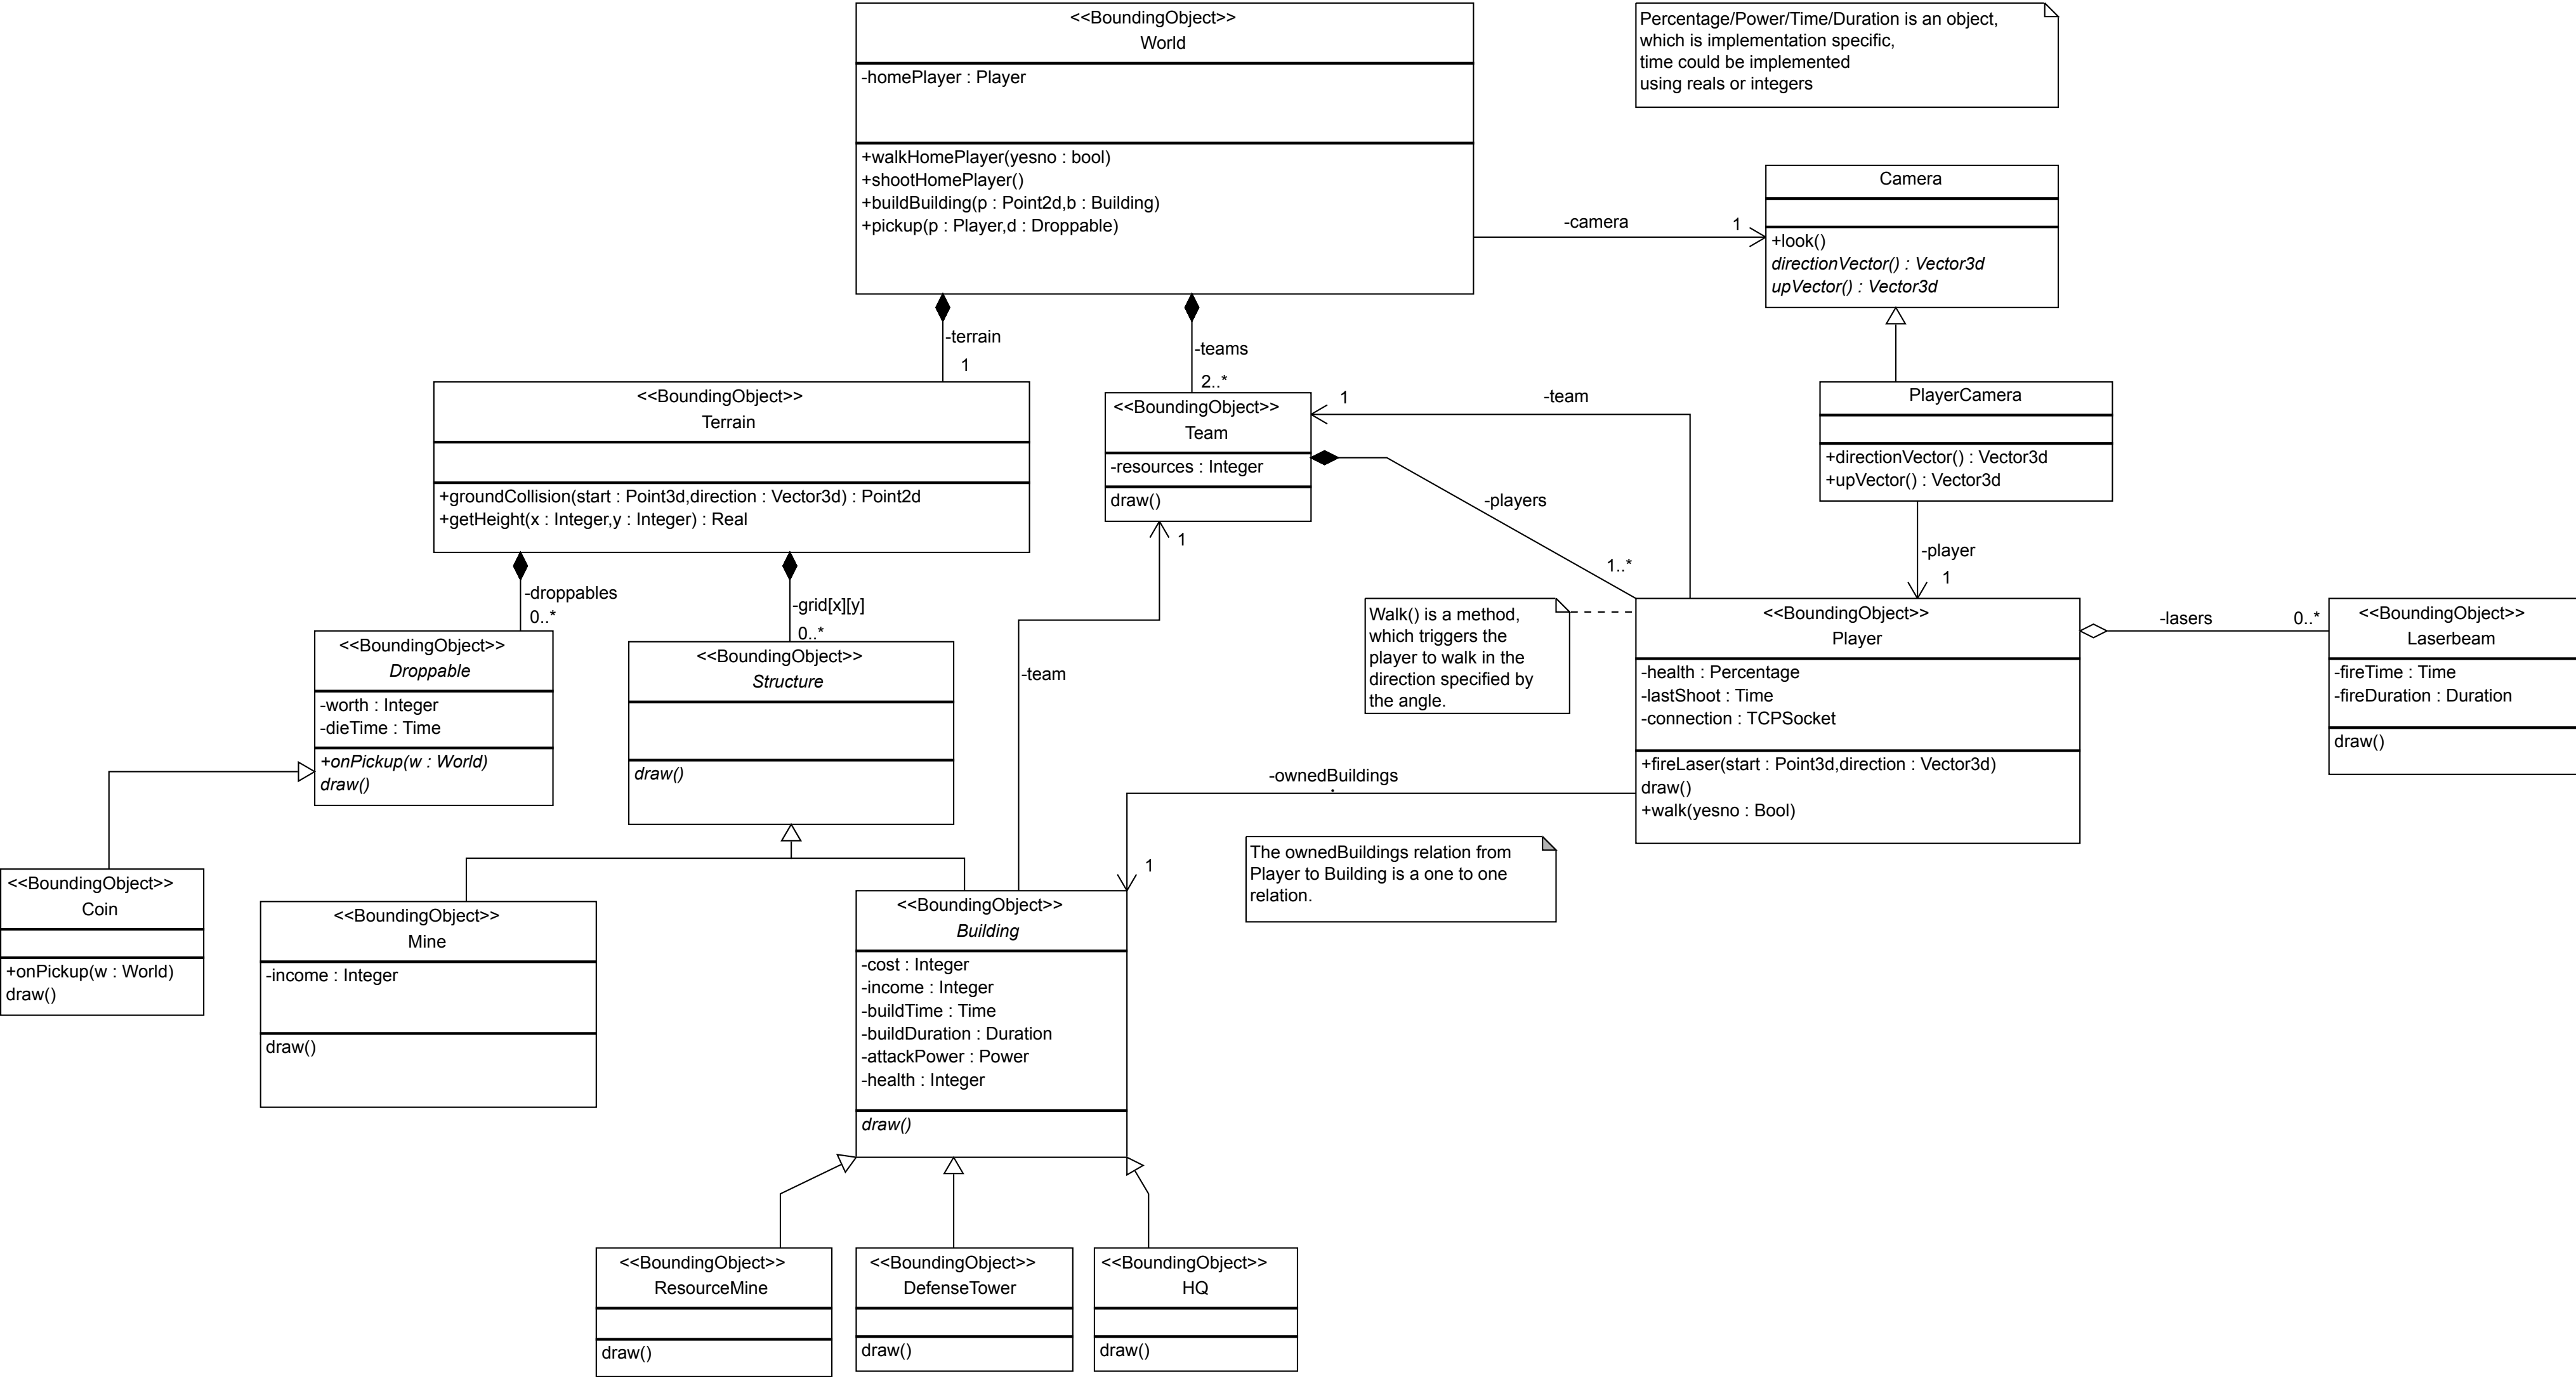 <<BoundingObject>>
World
-homePlayer : Player
+walkHomePlayer(yesno : bool)
+shootHomePlayer()
+buildBuilding(p : Point2d,b : Building)
+pickup(p : Player,d : Droppable)
Percentage/Power/Time/Duration is an object,
which is implementation specific,
time could be implemented
using reals or integers
-camera
1
Camera
+look()
directionVector() : Vector3d
upVector() : Vector3d
-terrain
1
-teams
2..*
<<BoundingObject>>
Terrain
+groundCollision(start : Point3d,direction : Vector3d) : Point2d
+getHeight(x : Integer,y : Integer) : Real
<<BoundingObject>>
Team
-resources : Integer
draw()
1
-team
-players
1..*
1
PlayerCamera
+directionVector() : Vector3d
+upVector() : Vector3d
-player
1
-droppables
0..*
-grid[x][y]
0..*
<<BoundingObject>>
Droppable
-worth : Integer
-dieTime : Time
+onPickup(w : World)
draw()
<<BoundingObject>>
Structure
draw()
-team
Walk() is a method,
which triggers the
player to walk in the
direction specified by
the angle.
<<BoundingObject>>
Player
-health : Percentage
-lastShoot : Time
-connection : TCPSocket
+fireLaser(start : Point3d,direction : Vector3d)
draw()
+walk(yesno : Bool)
-lasers
0..*
<<BoundingObject>>
Laserbeam
-fireTime : Time
-fireDuration : Duration
draw()
-ownedBuildings
1
The ownedBuildings relation from
Player to Building is a one to one
relation.
<<BoundingObject>>
Coin
+onPickup(w : World)
draw()
<<BoundingObject>>
Mine
-income : Integer
draw()
<<BoundingObject>>
Building
-cost : Integer
-income : Integer
-buildTime : Time
-buildDuration : Duration
-attackPower : Power
-health : Integer
draw()
<<BoundingObject>>
ResourceMine
draw()
<<BoundingObject>>
DefenseTower
draw()
<<BoundingObject>>
HQ
draw()